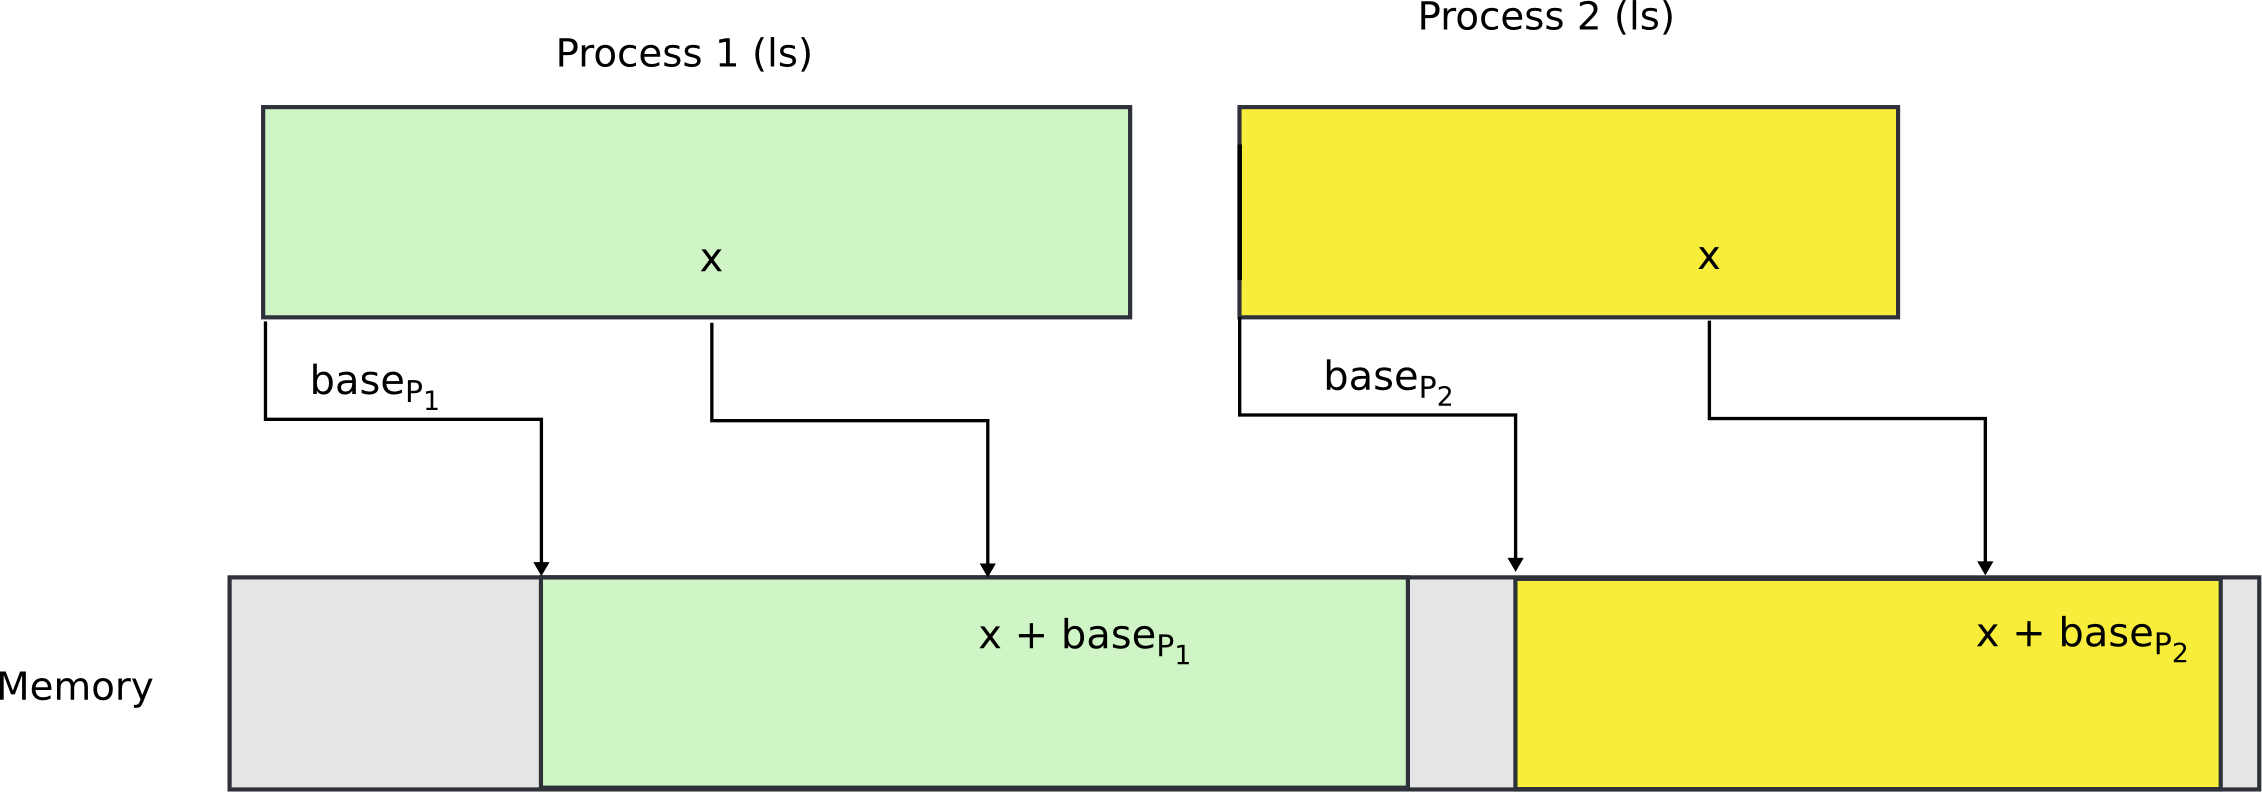 Process 1 (ls)
Process 2 (ls)
x
x
baseP1
baseP2
x + baseP1
x + baseP2
Memory